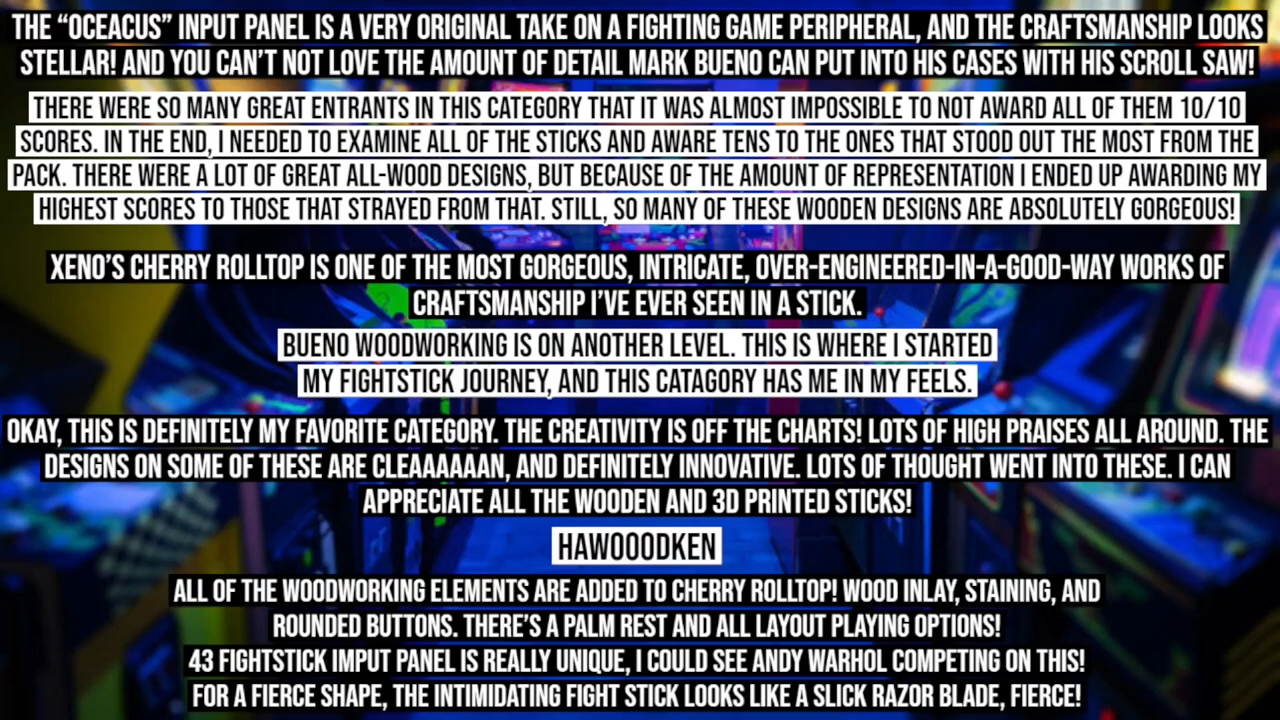 THE “OCEACUS” INPUT PANEL IS A VERY ORIGINAL TAKE ON A FIGHTING GAME PERIPHERAL, AND THE CRAFTSMANSHIP LOOKS
STELLAR! AND YOU CAN’T NOT LOVE THE AMOUNT OF DETAIL MARK BUENO CAN PUT INTO HIS CASES WITH HIS SCROLL SAW!
THERE WERE SO MANY GREAT ENTRANTS IN THIS CATEGORY THAT IT WAS ALMOST IMPOSSIBLE TO NOT AWARD ALL OF THEM 10/10
SCORES. IN THE END, I NEEDED TO EXAMINE ALL OF THE STICKS AND AWARE TENS TO THE ONES THAT STOOD OUT THE MOST FROM THE
PACK. THERE WERE A LOT OF GREAT ALL-WOOD DESIGNS, BUT BECAUSE OF THE AMOUNT OF REPRESENTATION I ENDED UP AWARDING MY
HIGHEST SCORES TO THOSE THAT STRAYED FROM THAT. STILL, SO MANY OF THESE WOODEN DESIGNS ARE ABSOLUTELY GORGEOUS!
XENO’S CHERRY ROLLTOP IS ONE OF THE MOST GORGEOUS, INTRICATE, OVER-ENGINEERED-IN-A-GOOD-WAY WORKS OF
CRAFTSMANSHIP I’VE EVER SEEN IN A STICK.
BUENO WOODWORKING IS ON ANOTHER LEVEL. THIS IS WHERE I STARTED
MY FIGHTSTICK JOURNEY, AND THIS CATAGORY HAS ME IN MY FEELS.
OKAY, THIS IS DEFINITELY MY FAVORITE CATEGORY. THE CREATIVITY IS OFF THE CHARTS! LOTS OF HIGH PRAISES ALL AROUND. THE
DESIGNS ON SOME OF THESE ARE CLEAAAAAAN, AND DEFINITELY INNOVATIVE. LOTS OF THOUGHT WENT INTO THESE. I CAN
APPRECIATE ALL THE WOODEN AND 3D PRINTED STICKS!
HAWOOODKEN
ALL OF THE WOODWORKING ELEMENTS ARE ADDED TO CHERRY ROLLTOP! WOOD INLAY, STAINING, AND
ROUNDED BUTTONS. THERE’S A PALM REST AND ALL LAYOUT PLAYING OPTIONS!
43 FIGHTSTICK IMPUT PANEL IS REALLY UNIQUE, I COULD SEE ANDY WARHOL COMPETING ON THIS!
FOR A FIERCE SHAPE, THE INTIMIDATING FIGHT STICK LOOKS LIKE A SLICK RAZOR BLADE, FIERCE!